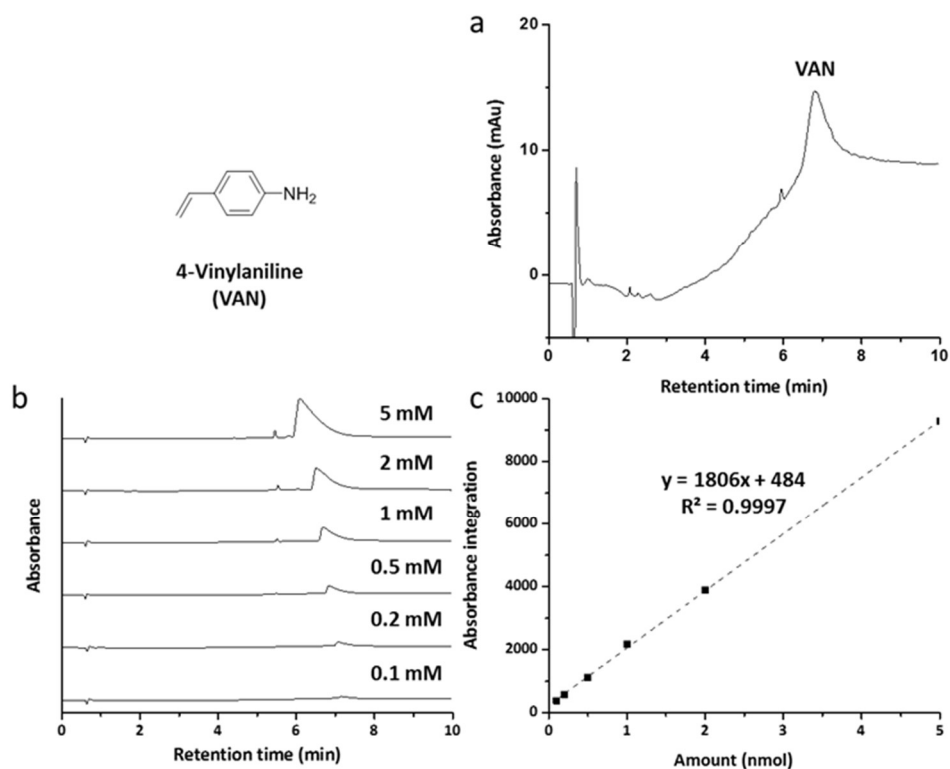 a
20
VAN
10
0
Absorbance (mAu)
0
2
4
6
8
10
Retention time (min)
NH2
4-Vinylaniline
(VAN)
b
5 mM
2 mM
1 mM
0.5 mM
0.2 mM
0.1 mM
Absorbance
0
2
4
6
8
10
Retention time (min)
c
10000
8000
6000
4000
2000
0
Absorbance integration
y = 1806x + 484
R² = 0.9997
0
1
2
3
4
5
Amount (nmol)